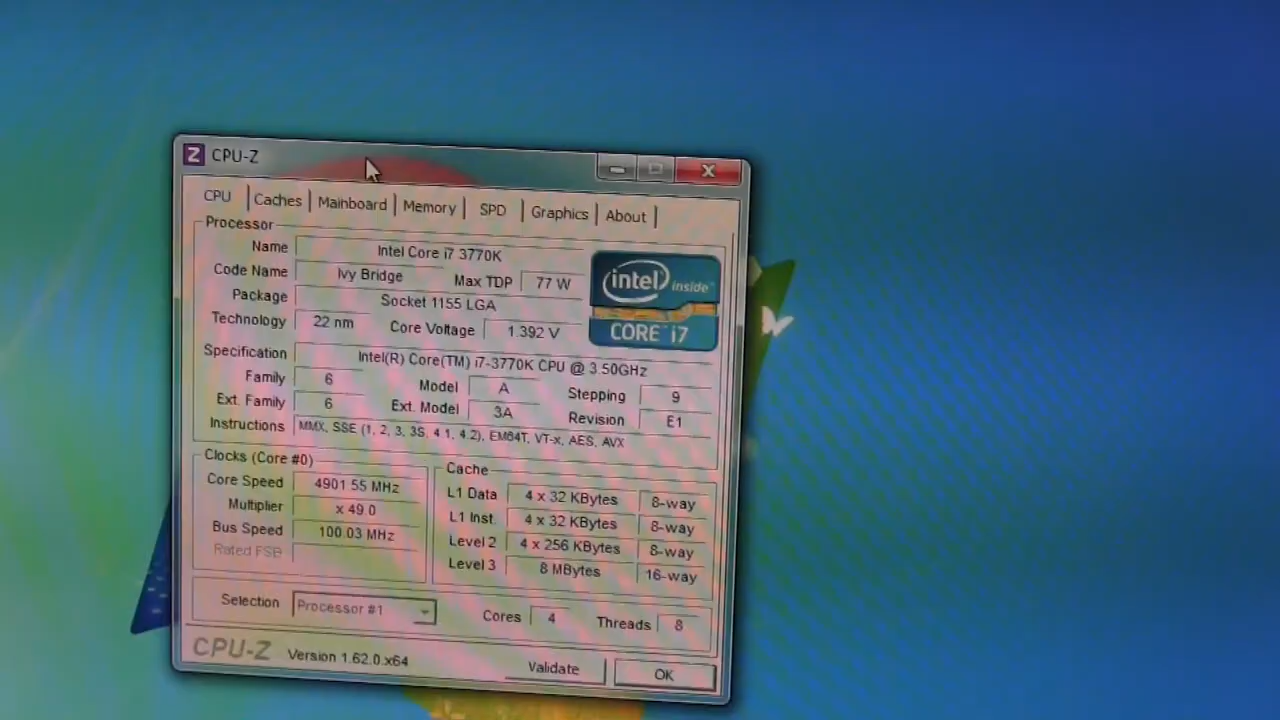 Z CPU-Z
CPU Caches Mainboard Memory SPD Graphics About
Processor
Name Intel Core i7 3770K
Code Name Ivy Bridge Max TDP 77 W
Package Socket 1155 LGA
Technology 22 nm Core Voltage 1.392 V
intel inside™
CORE™ i7
Specification Intel(R) Core(TM) i7-3770K CPU @ 3.50GHz
Family 6 Model A Stepping 9
Ext. Family 6 Ext. Model 3A Revision E1
Instructions MMX, SSE (1, 2, 3, 3S, 4.1, 4.2), EM64T, VT-x, AES, AVX
Clocks (Core #0)
Core Speed 4901.55 MHz
Multiplier x 49.0
Bus Speed 100.03 MHz
Rated FSB
Cache
L1 Data 4 x 32 KBytes 8-way
L1 Inst. 4 x 32 KBytes 8-way
Level 2 4 x 256 KBytes 8-way
Level 3 8 MBytes 16-way
Selection Processor #1 Cores 4 Threads 8
CPU-Z Version 1.62.0.x64 Validate OK